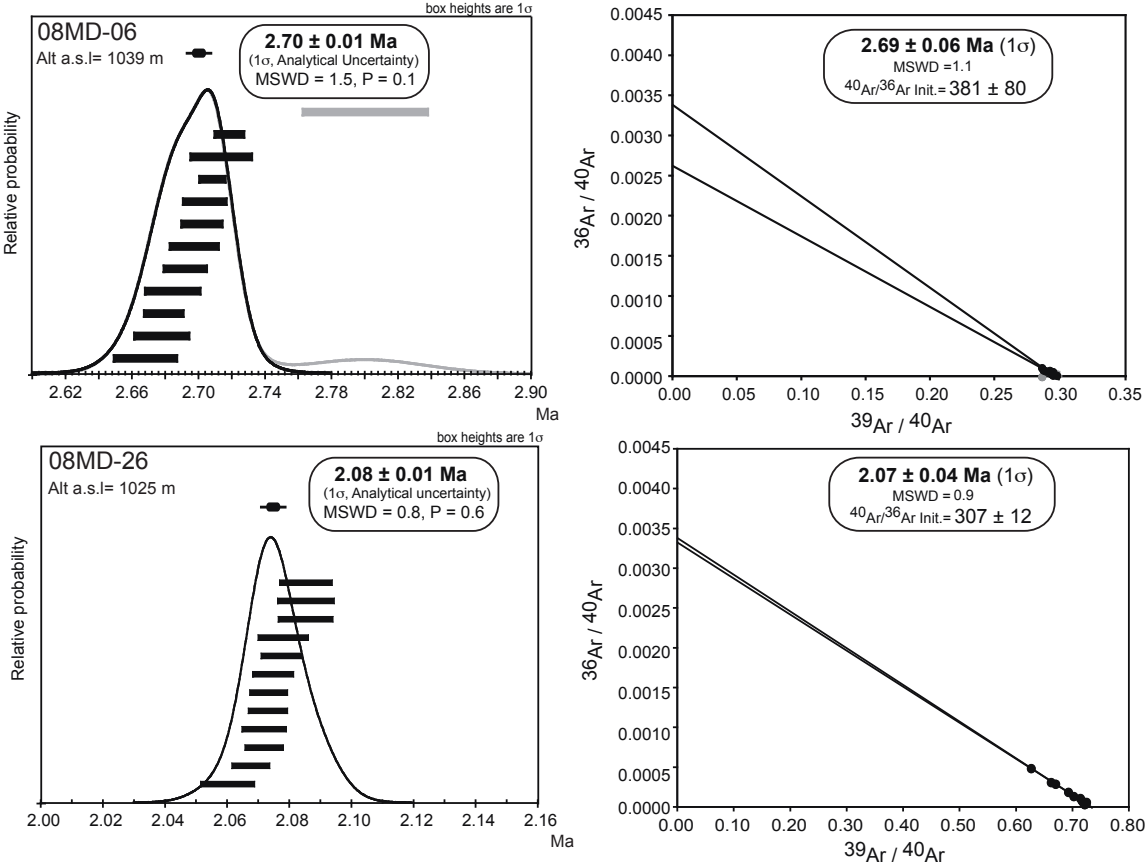 box heights are 1σ
08MD-06
Alt a.s.l= 1039 m
2.70 ± 0.01 Ma
(1σ, Analytical Uncertainty)
MSWD = 1.5, P = 0.1
Relative probability
2.62 2.66 2.70 2.74 2.78 2.82 2.86 2.90
Ma
2.69 ± 0.06 Ma (1σ)
MSWD =1.1
40Ar/36Ar Init.= 381 ± 80
36Ar / 40Ar
0.0045
0.0040
0.0035
0.0030
0.0025
0.0020
0.0015
0.0010
0.0005
0.0000
0.00 0.05 0.10 0.15 0.20 0.25 0.30 0.35
39Ar / 40Ar
box heights are 1σ
08MD-26
Alt a.s.l= 1025 m
2.08 ± 0.01 Ma
(1σ, Analytical uncertainty)
MSWD = 0.8, P = 0.6
Relative probability
2.00 2.02 2.04 2.06 2.08 2.10 2.12 2.14 2.16
Ma
2.07 ± 0.04 Ma (1σ)
MSWD = 0.9
40Ar/36Ar Init.= 307 ± 12
36Ar / 40Ar
0.0045
0.0040
0.0035
0.0030
0.0025
0.0020
0.0015
0.0010
0.0005
0.0000
0.00 0.10 0.20 0.30 0.40 0.50 0.60 0.70 0.80
39Ar / 40Ar